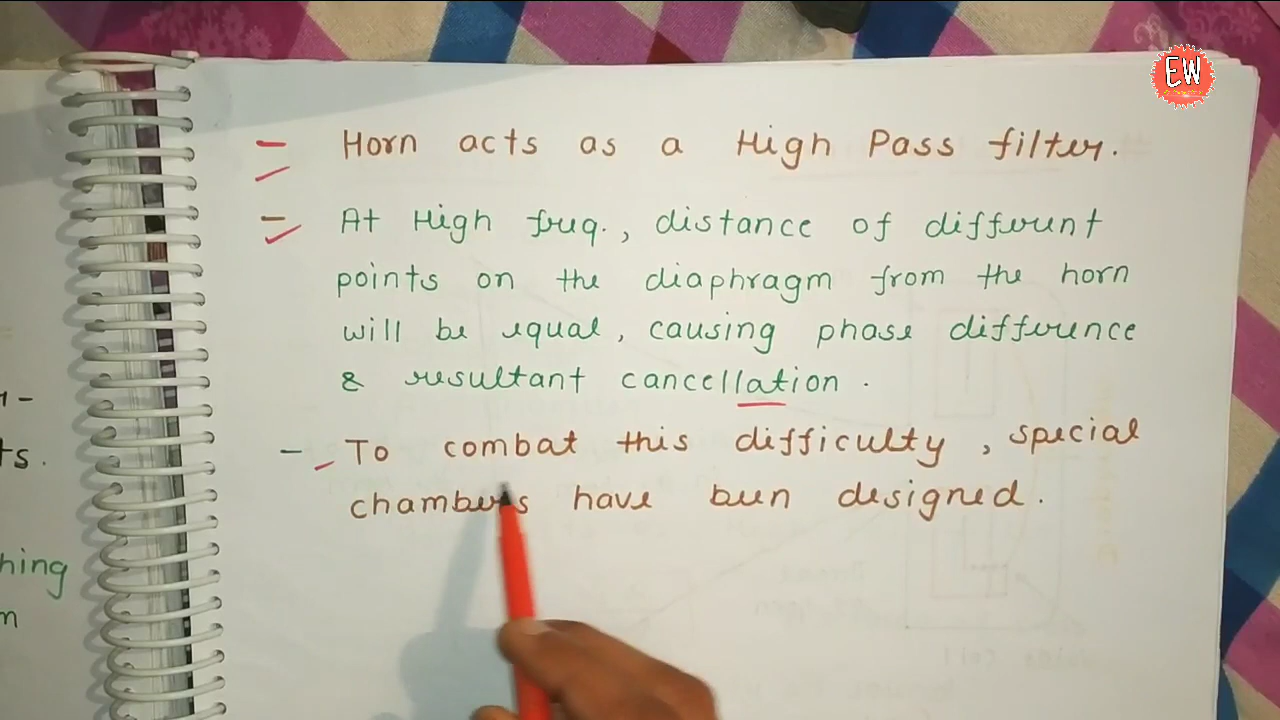 EW
- Horn acts as a High Pass filter.
- At High freq., distance of different
points on the diaphragm from the horn
will be equal, causing phase difference
& resultant cancellation.
- To combat this difficulty, special
chambers have been designed.
ts.
hing